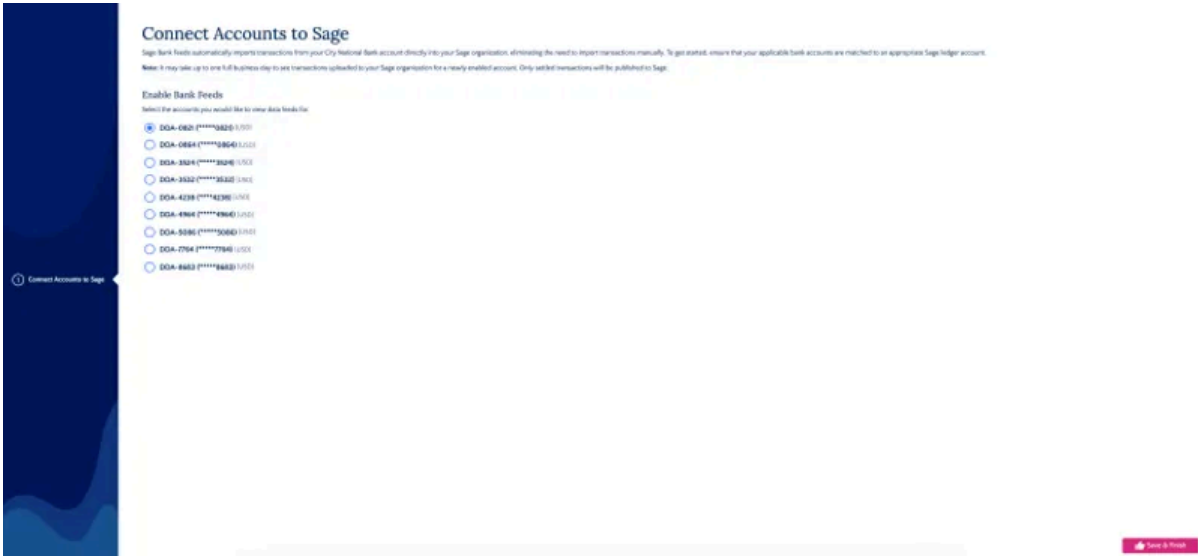 Connect Accounts to Sage
Sage Bank Feeds automatically imports transactions from your City National Bank account directly into your Sage organization, eliminating the need to import transactions manually. To get started, ensure that your applicable bank accounts are matched to an appropriate Sage ledger account.
Note: It may take up to one full business day to see transactions uploaded to your Sage organization for a newly enabled account. Only settled transactions will be published to Sage.
Enable Bank Feeds
Select the accounts you would like to view data feeds for
DDA-0821 (*****0821) (USD)
DDA-0864 (*****0864) (USD)
DDA-3524 (*****3524) (USD)
DDA-3532 (*****3532) (USD)
DDA-4238 (****4238) (USD)
DDA-4964 (*****4964) (USD)
DDA-5086 (*****5086) (USD)
DDA-7764 (*****7764) (USD)
DDA-8603 (*****8603) (USD)
1 Connect Accounts to Sage
Save & Finish